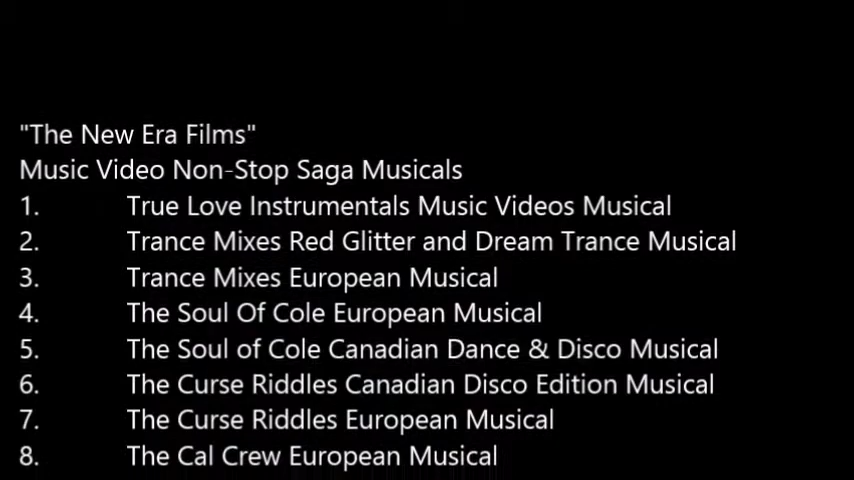 "The New Era Films"
Music Video Non-Stop Saga Musicals
1. True Love Instrumentals Music Videos Musical
2. Trance Mixes Red Glitter and Dream Trance Musical
3. Trance Mixes European Musical
4. The Soul Of Cole European Musical
5. The Soul of Cole Canadian Dance & Disco Musical
6. The Curse Riddles Canadian Disco Edition Musical
7. The Curse Riddles European Musical
8. The Cal Crew European Musical